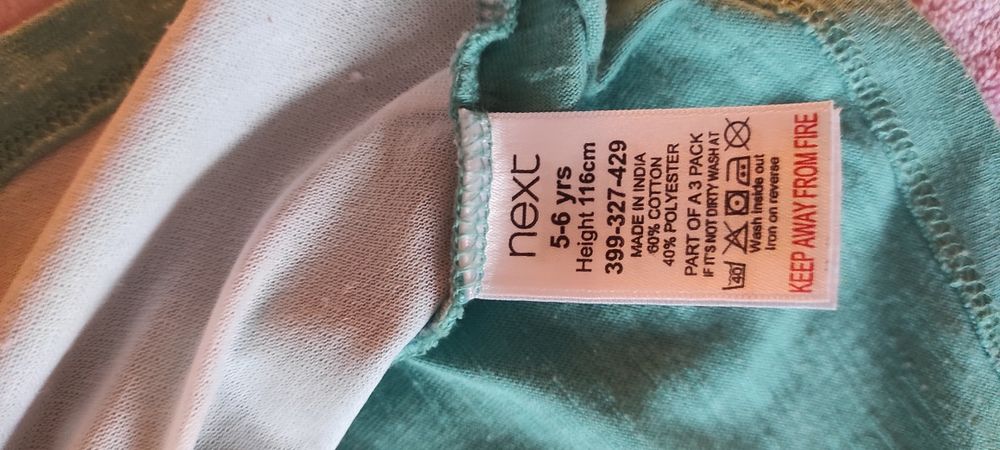 next
5-6 yrs
Height 116cm
399-327-429
MADE IN INDIA
60% COTTON
40% POLYESTER
PART OF A 3 PACK
IF IT'S NOT DIRTY WASH AT
40
Wash inside out
Iron on reverse
KEEP AWAY FROM FIRE